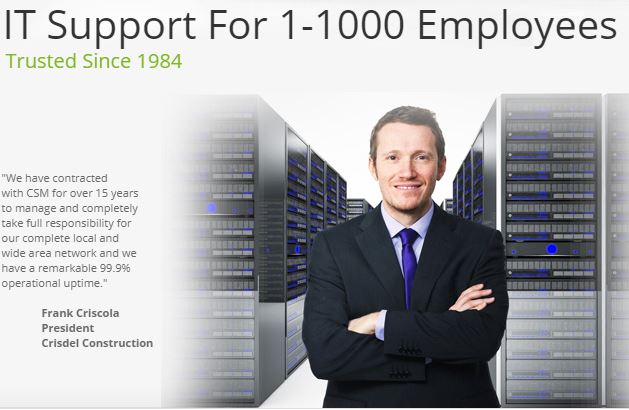 IT Support For 1-1000 Employees
Trusted Since 1984
"We have contracted
with CSM for over 15 years
to manage and completely
take full responsibility for
our complete local and
wide area network and we
have a remarkable 99.9%
operational uptime."
Frank Criscola
President
Crisdel Construction